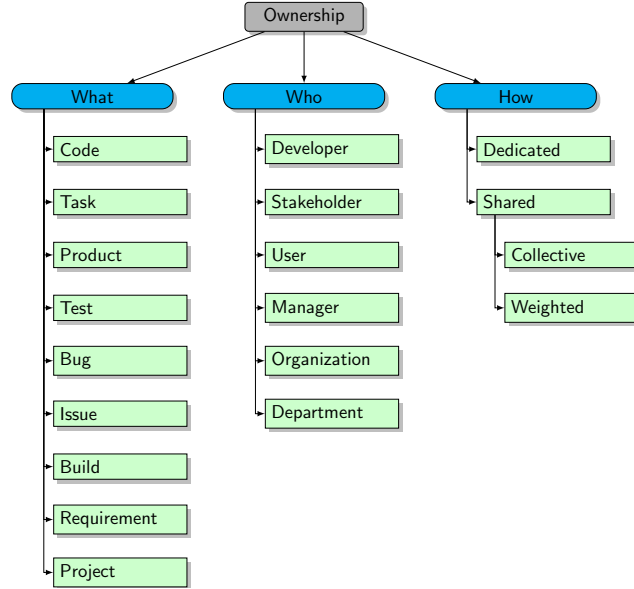 Ownership
What
Who
How
Code
Task
Product
Test
Bug
Issue
Build
Requirement
Project
Developer
Stakeholder
User
Manager
Organization
Department
Dedicated
Shared
Collective
Weighted